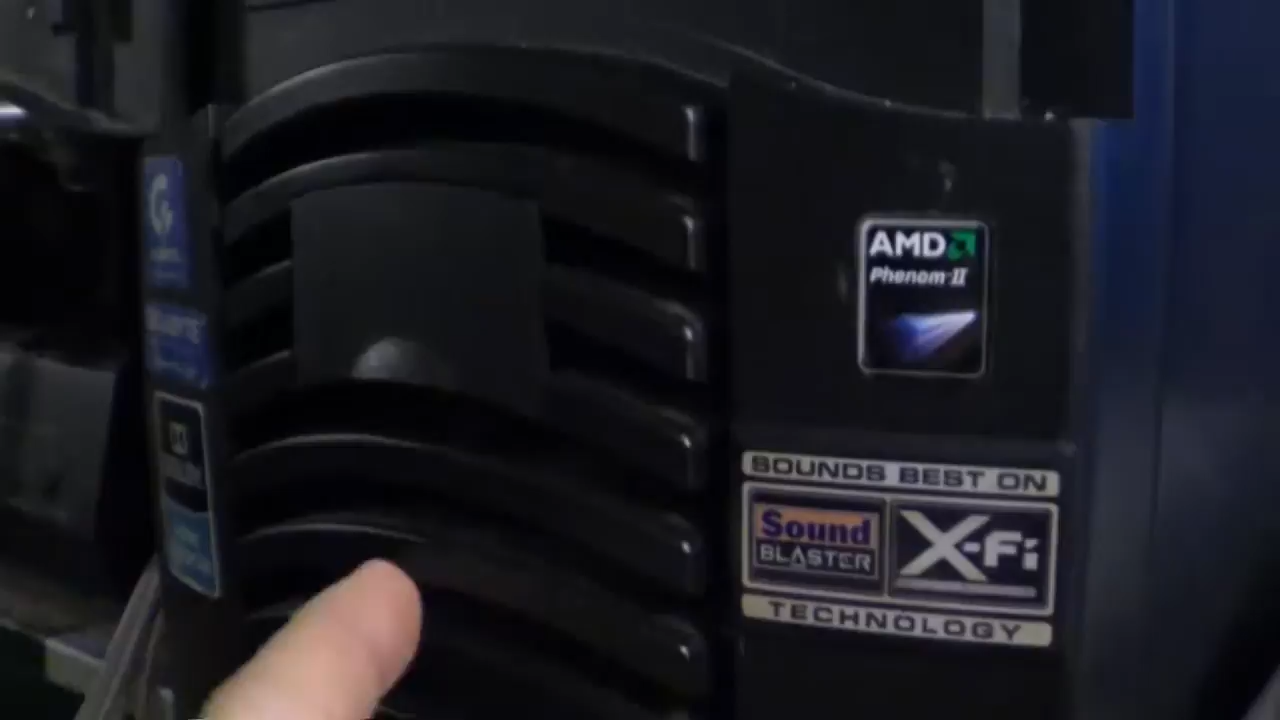 AMD
Phenom II
SOUNDS BEST ON
Sound
BLASTER
X-Fi
TECHNOLOGY